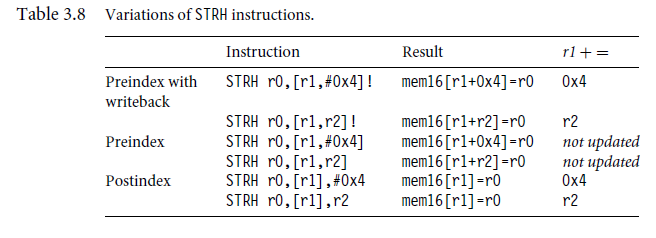 Table 3.8 Variations of STRH instructions.
Instruction Result r1 + =
Preindex with STRH r0,[r1,#0x4]! mem16[r1+0x4]=r0 0x4
writeback
STRH r0,[r1,r2]! mem16[r1+r2]=r0 r2
Preindex STRH r0,[r1,#0x4] mem16[r1+0x4]=r0 not updated
STRH r0,[r1,r2] mem16[r1+r2]=r0 not updated
Postindex STRH r0,[r1],#0x4 mem16[r1]=r0 0x4
STRH r0,[r1],r2 mem16[r1]=r0 r2